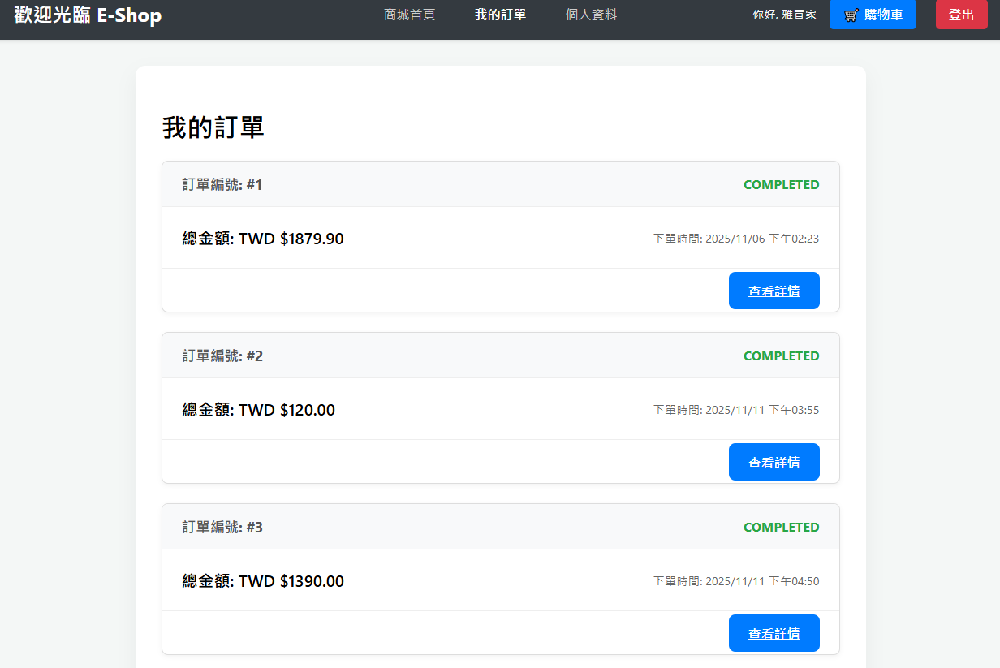 歡迎光臨 E-Shop
商城首頁 我的訂單 個人資料
你好, 雅買家 🛒 購物車 登出
我的訂單
訂單編號: #1 COMPLETED
總金額: TWD $1879.90 下單時間: 2025/11/06 下午02:23
查看詳情
訂單編號: #2 COMPLETED
總金額: TWD $120.00 下單時間: 2025/11/11 下午03:55
查看詳情
訂單編號: #3 COMPLETED
總金額: TWD $1390.00 下單時間: 2025/11/11 下午04:50
查看詳情